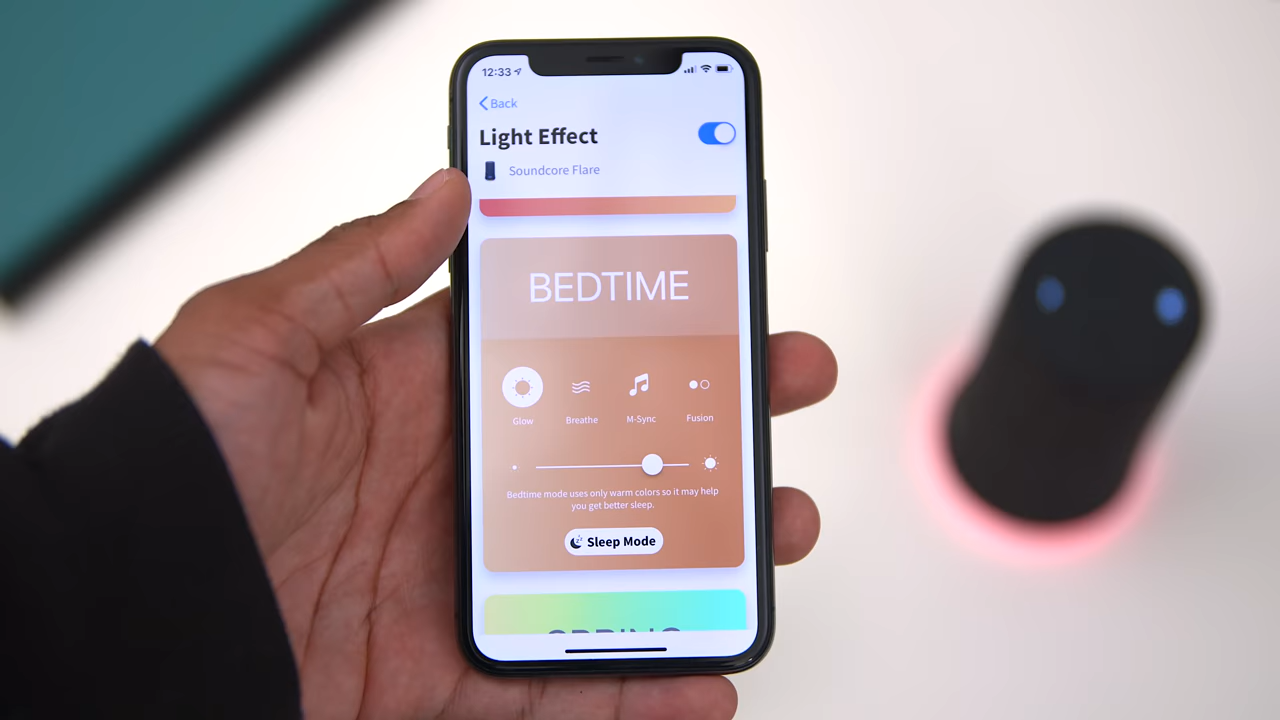 12:33
Back
Light Effect
Soundcore Flare
BEDTIME
Glow Breathe M-Sync Fusion
Bedtime mode uses only warm colors so it may help
you get better sleep.
Sleep Mode